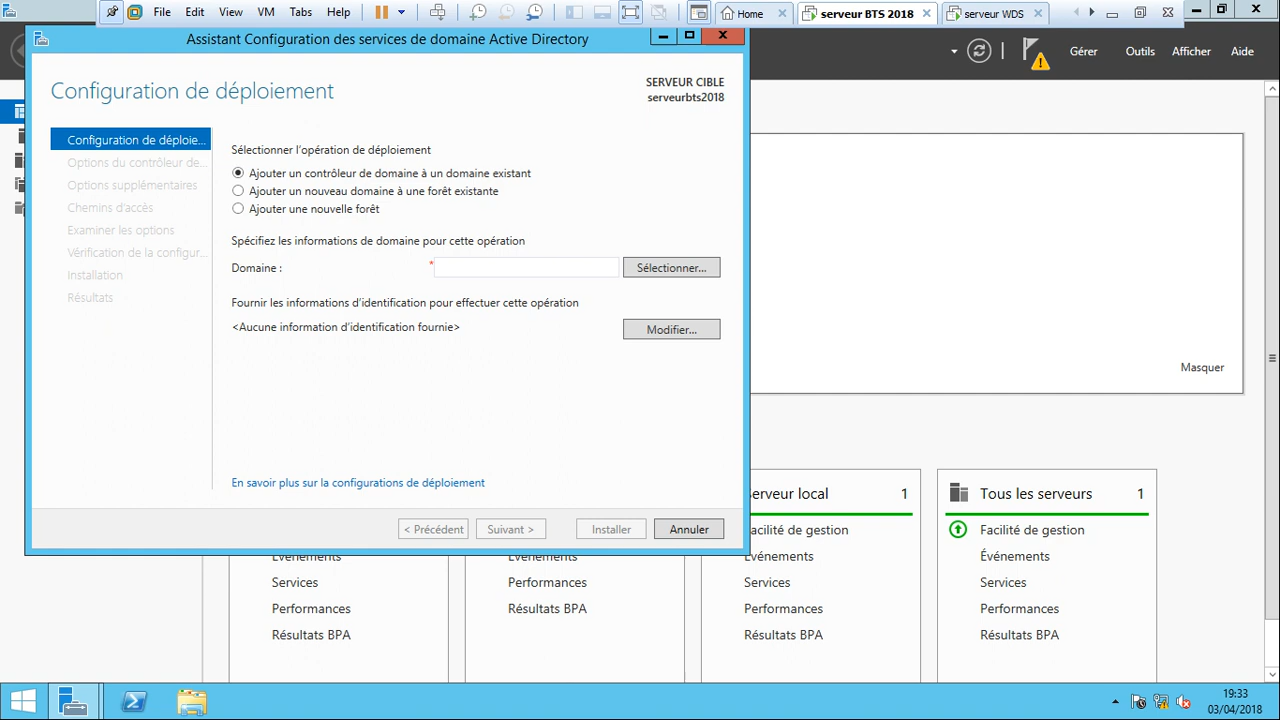 File Edit View VM Tabs Help
Home
serveur BTS 2018
serveur WDS
Assistant Configuration des services de domaine Active Directory
Gérer Outils Afficher Aide
Configuration de déploiement
SERVEUR CIBLE
serveurbts2018
Configuration de déploie...
Options du contrôleur de...
Options supplémentaires
Chemins d'accès
Examiner les options
Vérification de la configur...
Installation
Résultats
Sélectionner l'opération de déploiement
Ajouter un contrôleur de domaine à un domaine existant
Ajouter un nouveau domaine à une forêt existante
Ajouter une nouvelle forêt
Spécifiez les informations de domaine pour cette opération
Domaine :
*
Sélectionner...
Fournir les informations d'identification pour effectuer cette opération
<Aucune information d'identification fournie>
Modifier...
En savoir plus sur la configurations de déploiement
< Précédent
Suivant >
Installer
Annuler
Masquer
Événements
Services
Performances
Résultats BPA
Événements
Performances
Résultats BPA
Serveur local 1
Facilité de gestion
Événements
Services
Performances
Résultats BPA
Tous les serveurs 1
Facilité de gestion
Événements
Services
Performances
Résultats BPA
19:33
03/04/2018